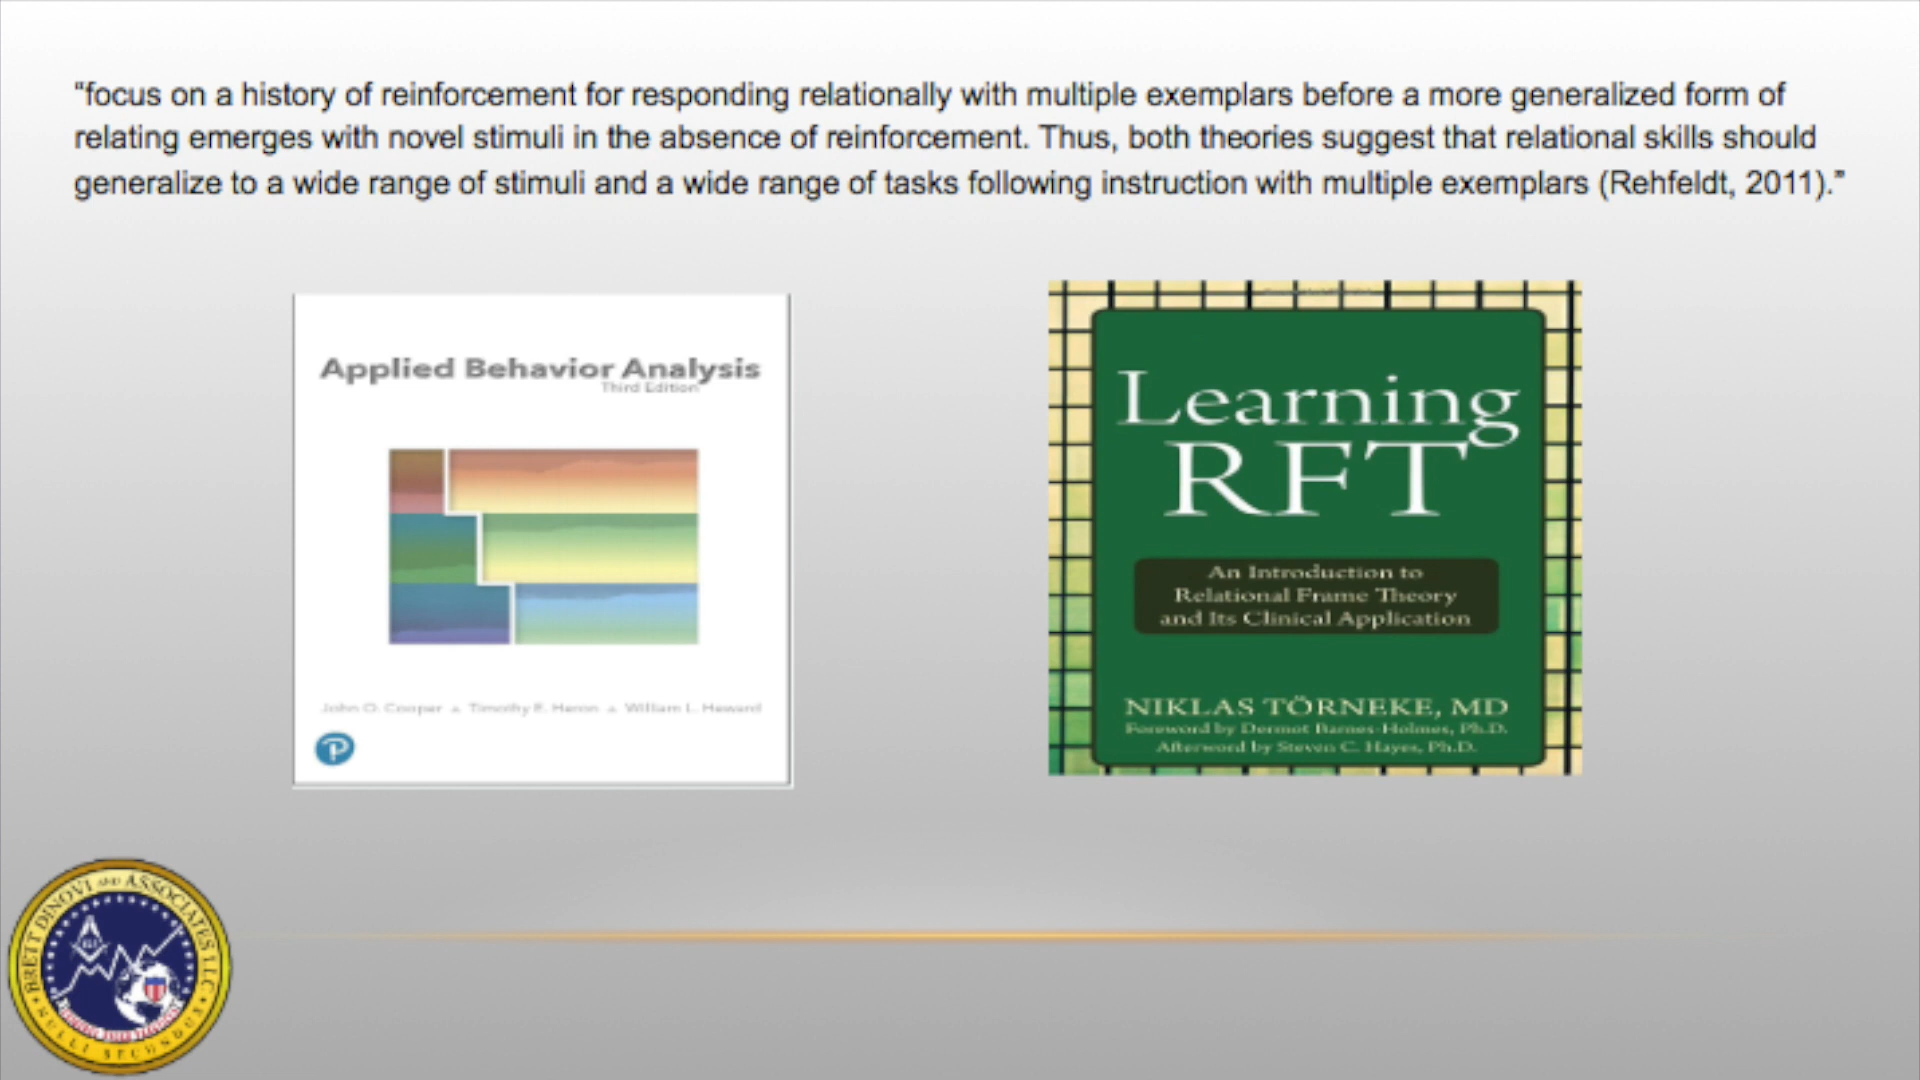 “focus on a history of reinforcement for responding relationally with multiple exemplars before a more generalized form of
relating emerges with novel stimuli in the absence of reinforcement. Thus, both theories suggest that relational skills should
generalize to a wide range of stimuli and a wide range of tasks following instruction with multiple exemplars (Rehfeldt, 2011).”
Applied Behavior Analysis
Third Edition
John O. Cooper ▲ Timothy E. Heron ▲ William L. Heward
P
Learning
RFT
An Introduction to
Relational Frame Theory
and Its Clinical Application
NIKLAS TÖRNEKE, MD
Foreword by Dermot Barnes-Holmes, Ph.D.
Afterword by Steven C. Hayes, Ph.D.
BRETT DINOVI AND ASSOCIATES LLC
NULLI SECONDUS